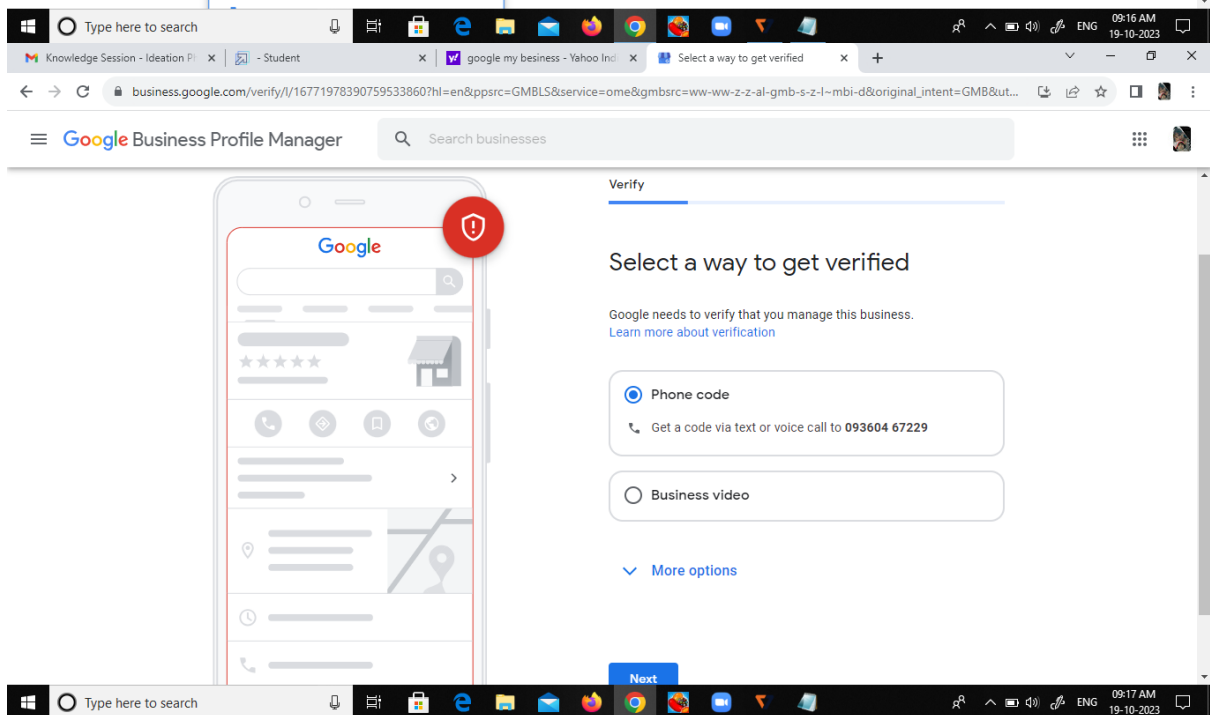 Type here to search
ENG
09:16 AM
19-10-2023
Knowledge Session - Ideation Ph
- Student
google my besiness - Yahoo Ind
Select a way to get verified
business.google.com/verify/l/16771978390759533860?hl=en&ppsrc=GMBLS&service=ome&gmbsrc=ww-ww-z-z-al-gmb-s-z-l~mbi-d&original_intent=GMB&ut...
Google Business Profile Manager
Search businesses
Verify
Google
Select a way to get verified
Google needs to verify that you manage this business.
Learn more about verification
Phone code
Get a code via text or voice call to 093604 67229
Business video
More options
Next
Type here to search
ENG
09:17 AM
19-10-2023